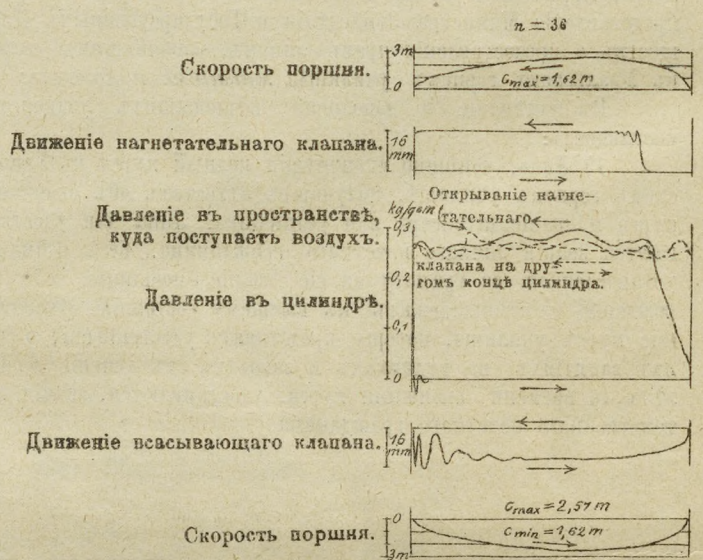 n = 36
Скорость поршня.
3m
0
Cmax = 1,62 m
Движеніе нагнетательнаго клапана.
16
mm
Открываніе нагне-
тательнаго
kg/qcm
Давленіе въ пространствѣ,
куда поступаетъ воздухъ.
0,3
клапана на дру-
гомъ концѣ цилиндра.
0,2
Давленіе въ цилиндрѣ.
0,1
0
Движеніе всасывающаго клапана.
16
mm
Cmax = 2,57 m
0
Cmin = 1,62 m
Скорость поршня.
3m